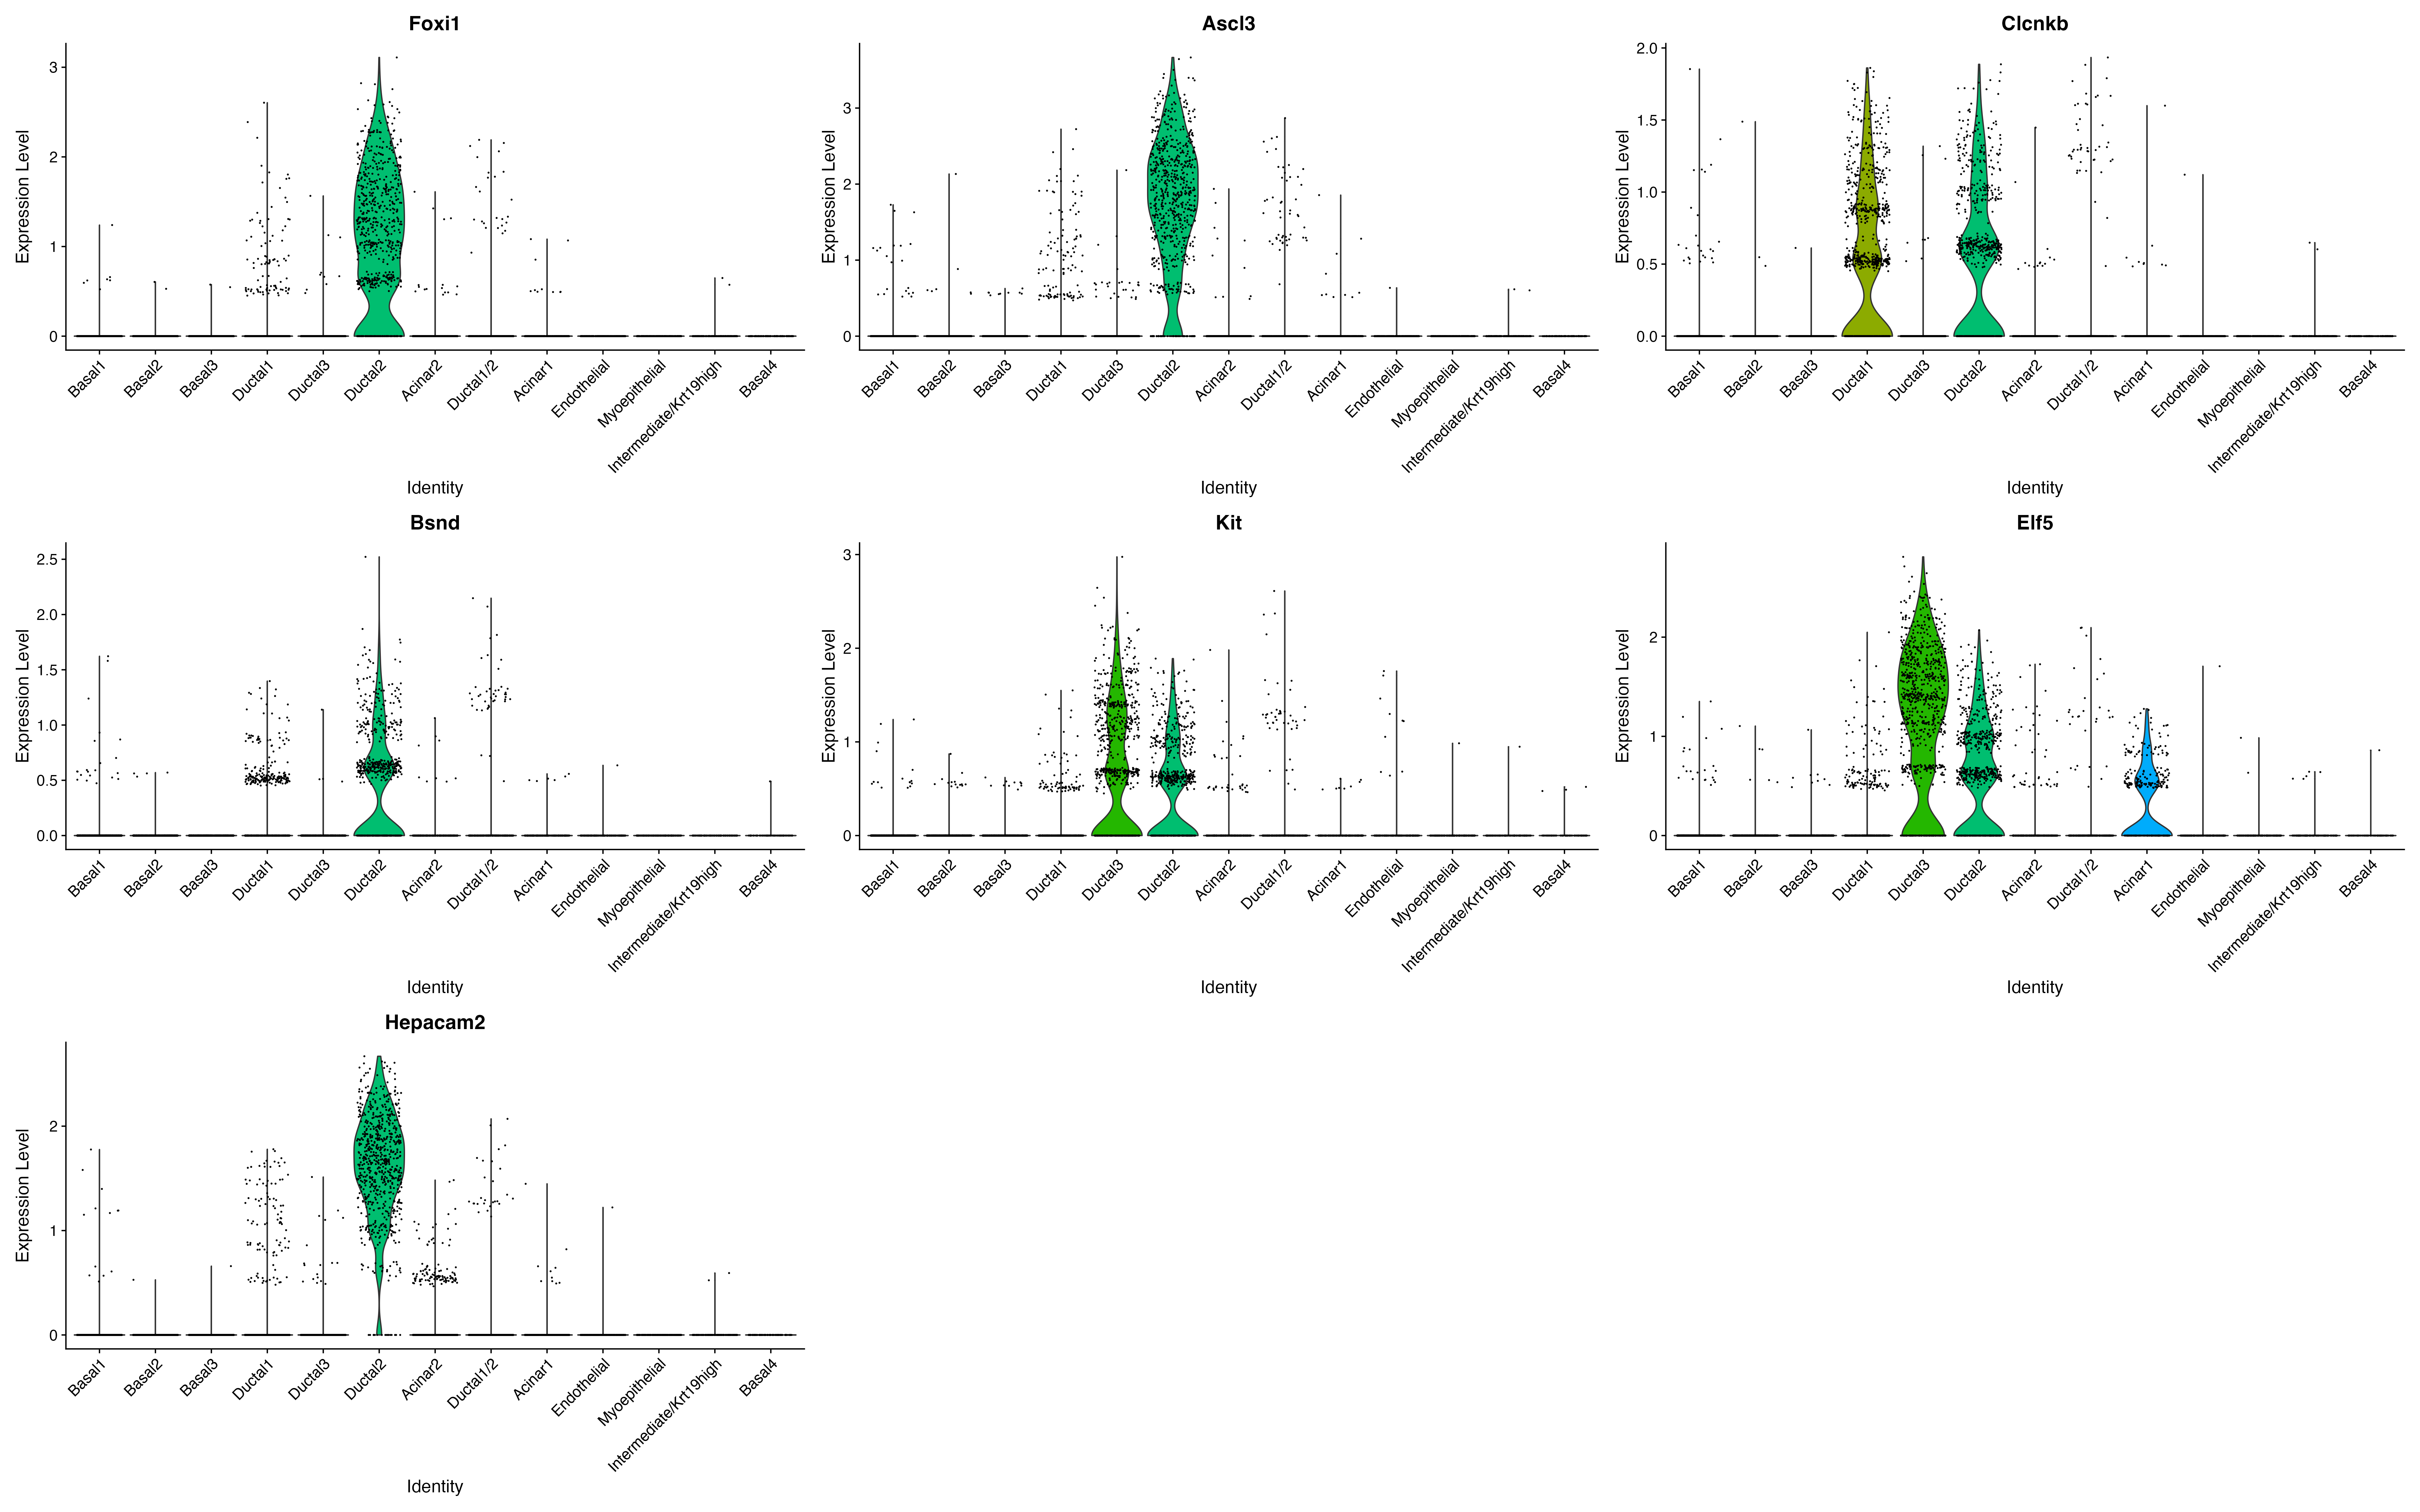 Foxi1
Expression Level
3
2
1
0
Basal1
Basal2
Basal3
Ductal1
Ductal3
Ductal2
Acinar2
Ductal1/2
Acinar1
Endothelial
Myoepithelial
Intermediate/Krt19high
Basal4
Identity
Ascl3
Expression Level
3
2
1
0
Basal1
Basal2
Basal3
Ductal1
Ductal3
Ductal2
Acinar2
Ductal1/2
Acinar1
Endothelial
Myoepithelial
Intermediate/Krt19high
Basal4
Identity
Clcnkb
Expression Level
2.0
1.5
1.0
0.5
0.0
Basal1
Basal2
Basal3
Ductal1
Ductal3
Ductal2
Acinar2
Ductal1/2
Acinar1
Endothelial
Myoepithelial
Intermediate/Krt19high
Basal4
Identity
Bsnd
Expression Level
2.5
2.0
1.5
1.0
0.5
0.0
Basal1
Basal2
Basal3
Ductal1
Ductal3
Ductal2
Acinar2
Ductal1/2
Acinar1
Endothelial
Myoepithelial
Intermediate/Krt19high
Basal4
Identity
Kit
Expression Level
3
2
1
0
Basal1
Basal2
Basal3
Ductal1
Ductal3
Ductal2
Acinar2
Ductal1/2
Acinar1
Endothelial
Myoepithelial
Intermediate/Krt19high
Basal4
Identity
Elf5
Expression Level
2
1
0
Basal1
Basal2
Basal3
Ductal1
Ductal3
Ductal2
Acinar2
Ductal1/2
Acinar1
Endothelial
Myoepithelial
Intermediate/Krt19high
Basal4
Identity
Hepacam2
Expression Level
2
1
0
Basal1
Basal2
Basal3
Ductal1
Ductal3
Ductal2
Acinar2
Ductal1/2
Acinar1
Endothelial
Myoepithelial
Intermediate/Krt19high
Basal4
Identity